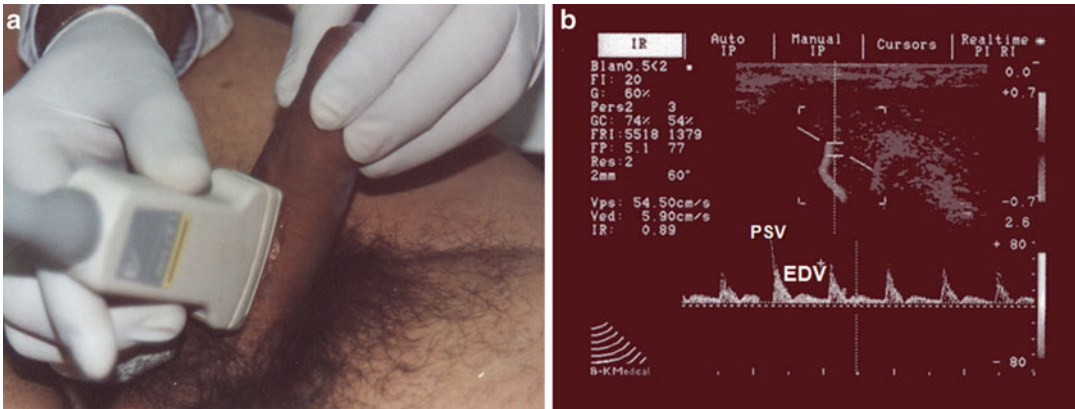 a
b
IR
Auto IP
Manual IP
Cursors
Realtime PI RI *
Blan0.5<2
FI: 20
G: 60%
Pers2 3
GC: 74% 54%
FRI:5518 1379
FP: 5.1 77
Res:2
2mm 60°
Vps: 54.50cm/s
Ved: 5.90cm/s
IR: 0.89
0.0
+0.7
-0.7
2.6
PSV
EDV
+ 80
- 80
B-K Medical